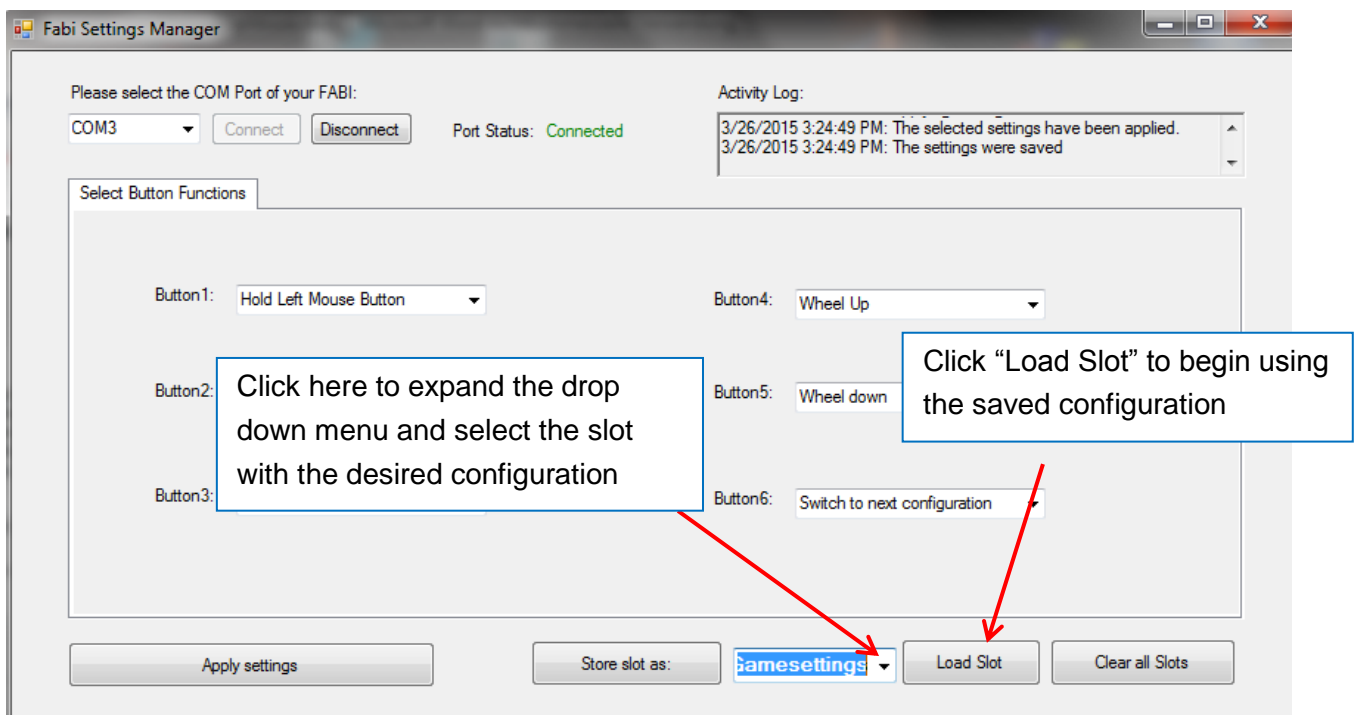 Fabi Settings Manager
Please select the COM Port of your FABI:
COM3
Connect
Disconnect
Port Status: Connected
Activity Log:
3/26/2015 3:24:49 PM: The selected settings have been applied.
3/26/2015 3:24:49 PM: The settings were saved
Select Button Functions
Button1:
Hold Left Mouse Button
Button4:
Wheel Up
Button2:
Click here to expand the drop
down menu and select the slot
with the desired configuration
Button5:
Wheel down
Click “Load Slot” to begin using
the saved configuration
Button3:
Button6:
Switch to next configuration
Apply settings
Store slot as:
Gamesettings
Load Slot
Clear all Slots